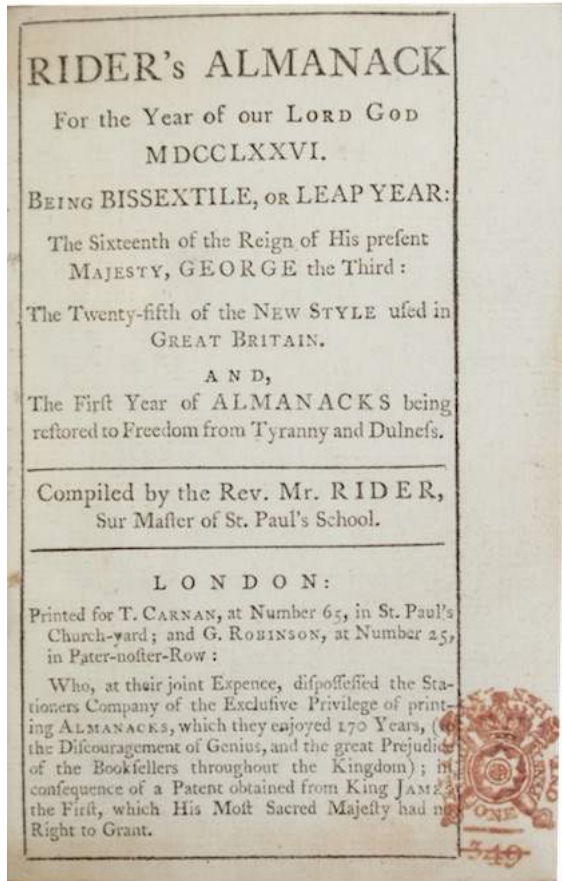 RIDER's ALMANACK
For the Year of our LORD GOD
MDCCLXXVI.
BEING BISSEXTILE, OR LEAP YEAR:
The Sixteenth of the Reign of His preſent
MAJESTY, GEORGE the Third:
The Twenty-fifth of the NEW STYLE uſed in
GREAT BRITAIN.
AND,
The Firſt Year of ALMANACKS being
reſtored to Freedom from Tyranny and Dulneſs.
Compiled by the Rev. Mr. RIDER,
Sur Maſter of St. Paul's School.
LONDON:
Printed for T. CARNAN, at Number 65, in St. Paul's
Church-yard; and G. ROBINSON, at Number 25,
in Pater-noſter-Row:
Who, at their joint Expence, diſpoſſeſſed the Sta-
tioners Company of the Excluſive Privilege of print-
ing ALMANACKS, which they enjoyed 170 Years, (
the Diſcouragement of Genius, and the great Prejudice
of the Bookſellers throughout the Kingdom); in
conſequence of a Patent obtained from King JAMES
the Firſt, which His Moſt Sacred Majeſty had no
Right to Grant.
PENCE
ONE
349